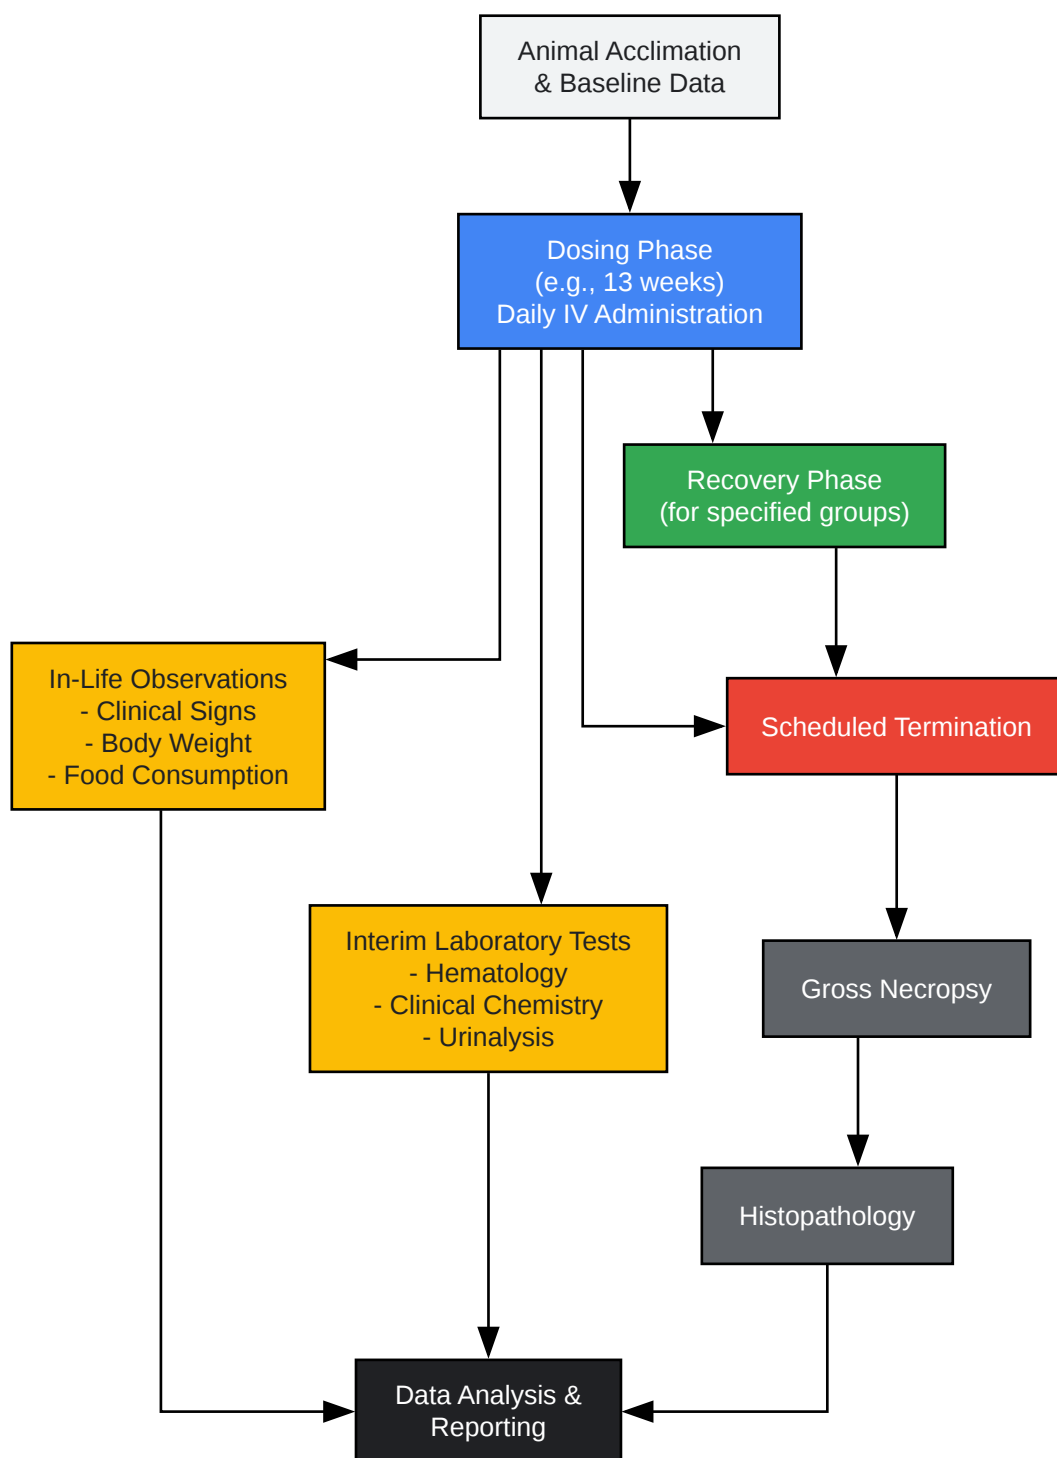 Animal Acclimation
& Baseline Data
Dosing Phase
(e.g., 13 weeks)
Daily IV Administration
Recovery Phase
(for specified groups)
In-Life Observations
- Clinical Signs
- Body Weight
- Food Consumption
Scheduled Termination
Interim Laboratory Tests
- Hematology
- Clinical Chemistry
- Urinalysis
Gross Necropsy
Histopathology
Data Analysis &
Reporting